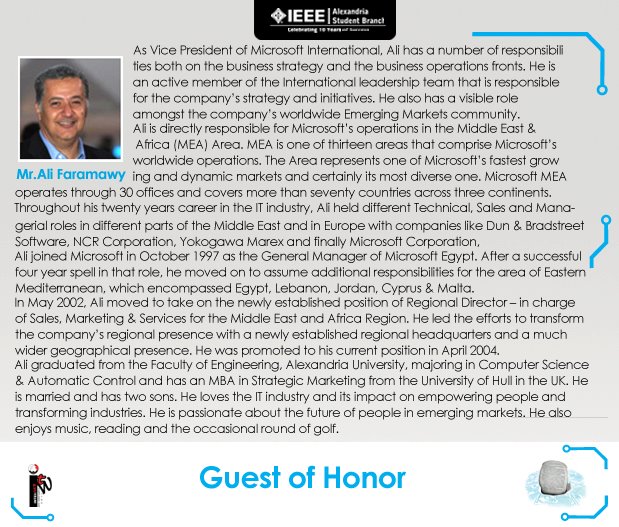 IEEE Alexandria
Student Branch
Celebrating 10 Years of Success
As Vice President of Microsoft International, Ali has a number of responsibili
ties both on the business strategy and the business operations fronts. He is
an active member of the International leadership team that is responsible
for the company's strategy and initiatives. He also has a visible role
amongst the company's worldwide Emerging Markets community.
Ali is directly responsible for Microsoft's operations in the Middle East &
Africa (MEA) Area. MEA is one of thirteen areas that comprise Microsoft's
worldwide operations. The Area represents one of Microsoft's fastest grow
Mr.Ali Faramawy ing and dynamic markets and certainly its most diverse one. Microsoft MEA
operates through 30 offices and covers more than seventy countries across three continents.
Throughout his twenty years career in the IT industry, Ali held different Technical, Sales and Mana-
gerial roles in different parts of the Middle East and in Europe with companies like Dun & Bradstreet
Software, NCR Corporation, Yokogawa Marex and finally Microsoft Corporation,
Ali joined Microsoft in October 1997 as the General Manager of Microsoft Egypt. After a successful
four year spell in that role, he moved on to assume additional responsibilities for the area of Eastern
Mediterranean, which encompassed Egypt, Lebanon, Jordan, Cyprus & Malta.
In May 2002, Ali moved to take on the newly established position of Regional Director – in charge
of Sales, Marketing & Services for the Middle East and Africa Region. He led the efforts to transform
the company's regional presence with a newly established regional headquarters and a much
wider geographical presence. He was promoted to his current position in April 2004.
Ali graduated from the Faculty of Engineering, Alexandria University, majoring in Computer Science
& Automatic Control and has an MBA in Strategic Marketing from the University of Hull in the UK. He
is married and has two sons. He loves the IT industry and its impact on empowering people and
transforming industries. He is passionate about the future of people in emerging markets. He also
enjoys music, reading and the occasional round of golf.
Guest of Honor